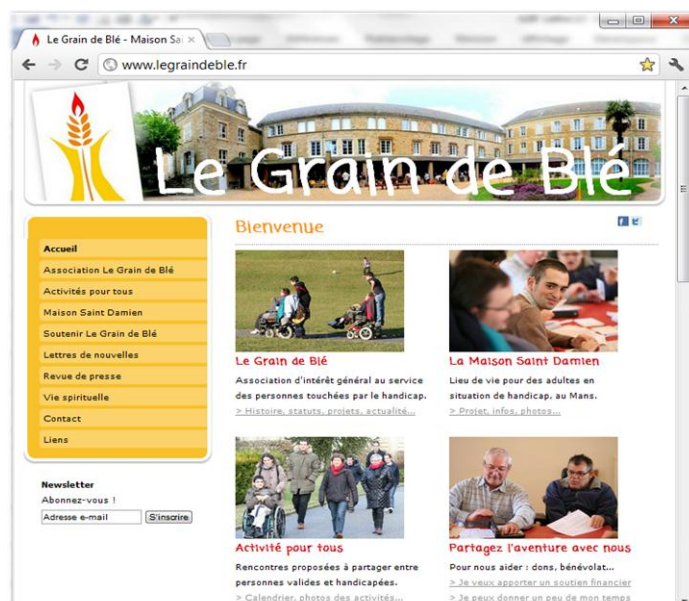 Le Grain de Blé - Maison Sai
www.legraindeble.fr
Le Grain de Blé
Accueil
Association Le Grain de Blé
Activités pour tous
Maison Saint Damien
Soutenir Le Grain de Blé
Lettres de nouvelles
Revue de presse
Vie spirituelle
Contact
Liens
Newsletter
Abonnez-vous !
Adresse e-mail
S'inscrire
Bienvenue
Le Grain de Blé
Association d'intérêt général au service
des personnes touchées par le handicap.
> Histoire, statuts, projets, actualité...
La Maison Saint Damien
Lieu de vie pour des adultes en
situation de handicap, au Mans.
> Projet, infos, photos...
Activité pour tous
Rencontres proposées à partager entre
personnes valides et handicapées.
> Calendrier, photos des activités...
Partagez l'aventure avec nous
Pour nous aider : dons, bénévolat...
> Je veux apporter un soutien financier
> Je peux donner un peu de mon temps